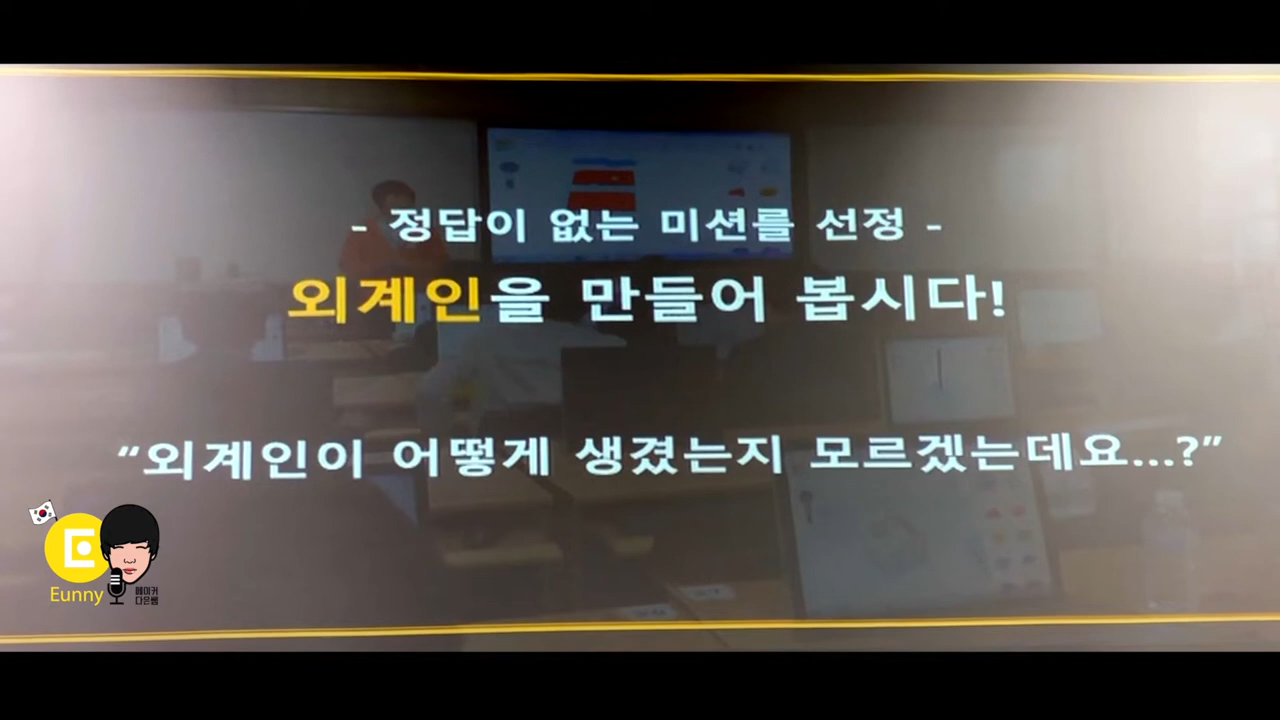 - 정답이 없는 미션를 선정 -
외계인을 만들어 봅시다!
“외계인이 어떻게 생겼는지 모르겠는데요...?”
Eunny
메이커
다은쌤